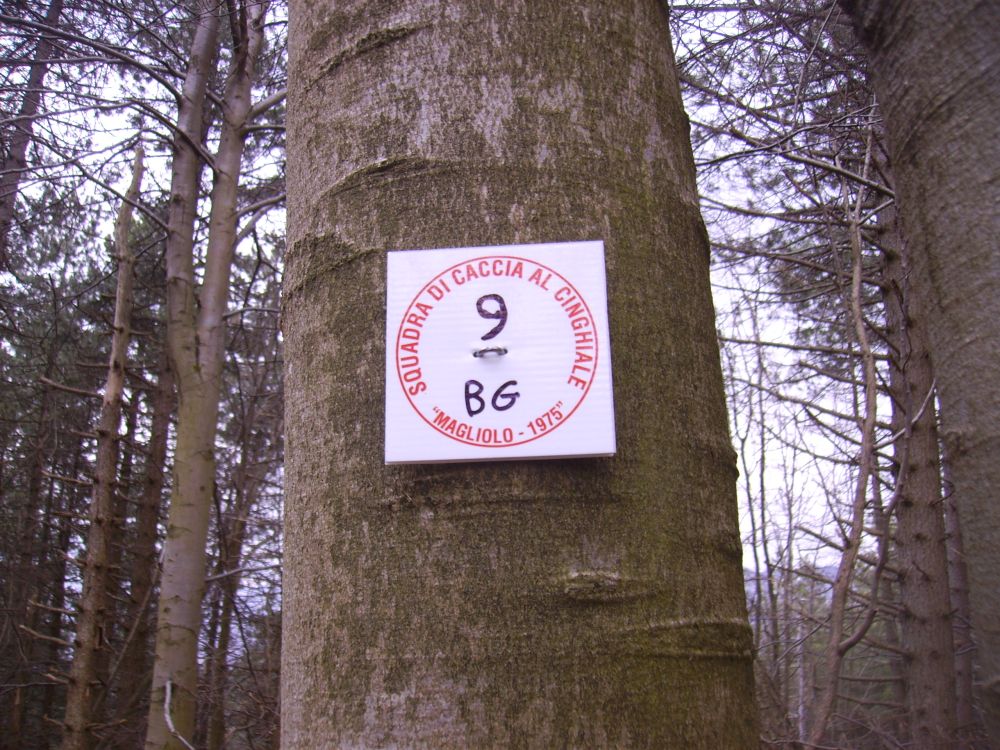 SQUADRA DI CACCIA AL CINGHIALE
9
BG
"MAGLIOLO - 1975"